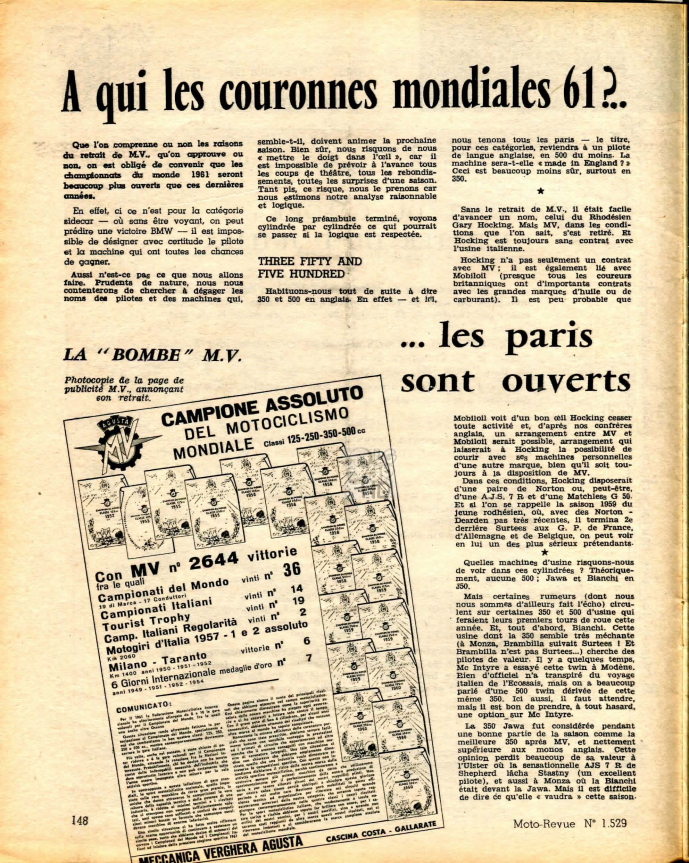 A qui les couronnes mondiales 61?..
Que l'on comprenne ou non les raisons
du retrait de M.V., qu'on approuve ou
non, on est obligé de convenir que les
championnats du monde 1961 seront
beaucoup plus ouverts que ces dernières
années.
En effet, si ce n'est pour la catégorie
sidecar — où sans être voyant, on peut
prédire une victoire BMW — il est impos-
sible de désigner avec certitude le pilote
et la machine qui ont toutes les chances
de gagner.
Aussi n'est-ce pas ce que nous allons
faire. Prudents de nature, nous nous
contenterons de chercher à dégager les
noms des pilotes et des machines qui,
semble-t-il, doivent animer la prochaine
saison. Bien sûr, nous risquons de nous
« mettre le doigt dans l'œil », car il
est impossible de prévoir à l'avance tous
les coups de théâtre, tous les rebondis-
sements, toutes les surprises d'une saison.
Tant pis, ce risque, nous le prenons car
nous estimons notre analyse raisonnable
et logique.
Ce long préambule terminé, voyons
cylindrée par cylindrée ce qui pourrait
se passer si la logique est respectée.
THREE FIFTY AND
FIVE HUNDRED
Habituons-nous tout de suite à dire
350 et 500 en anglais. En effet — et ici,
nous tenons tous les paris — le titre,
pour ces catégories, reviendra à un pilote
de langue anglaise, en 500 du moins. La
machine sera-t-elle « made in England ? »
Ceci est beaucoup moins sûr, surtout en
350.
★
Sans le retrait de M.V., il était facile
d'avancer un nom, celui du Rhodésien
Gary Hocking. Mais MV, dans les condi-
tions que l'on sait, s'est retiré. Et
Hocking est toujours sans contrat avec
l'usine italienne.
Hocking n'a pas seulement un contrat
avec MV ; il est également lié avec
Mobiloil (presque tous les coureurs
britanniques ont d'importants contrats
avec les grandes marques d'huile ou de
carburant). Il est peu probable que
... les paris
sont ouverts
Mobiloil voit d'un bon œil Hocking cesser
toute activité et, d'après nos confrères
anglais, un arrangement entre MV et
Mobiloil serait possible, arrangement qui
laisserait à Hocking la possibilité de
courir avec ses machines personnelles
d'une autre marque, bien qu'il soit tou-
jours à la disposition de MV.
Dans ces conditions, Hocking disposerait
d'une paire de Norton ou, peut-être,
d'une A.J.S. 7 R et d'une Matchless G 50.
Et si l'on se rappelle la saison 1959 du
jeune rodhésien, où, avec des Norton -
Dearden pas très récentes, il termina 2e
derrière Surtees aux G. P. de France,
d'Allemagne et de Belgique, on peut voir
en lui un des plus sérieux prétendants.
★
Quelles machines d'usine risquons-nous
de voir dans ces cylindrées ? Théorique-
ment, aucune 500 ; Jawa et Bianchi en
350.
Mais certaines rumeurs (dont nous
nous sommes d'ailleurs fait l'écho) circu-
lent sur certaines 350 et 500 d'usine qui
feraient leurs premiers tours de roue cette
année. Et, tout d'abord, Bianchi. Cette
usine dont la 350 semble très méchante
(à Monza, Brambilla suivait Surtees ! Et
Brambilla n'est pas Surtees...) cherche des
pilotes de valeur. Il y a quelques temps,
Mc Intyre a essayé cette twin à Modène.
Rien d'officiel n'a transpiré du voyage
italien de l'Ecossais, mais on a beaucoup
parlé d'une 500 twin dérivée de cette
même 350. Ici aussi, il faut attendre,
mais il est bon de prendre, à tout hasard,
une option sur Mc Intyre.
La 350 Jawa fut considérée pendant
une bonne partie de la saison comme la
meilleure 350 après MV, et nettement
supérieure aux monos anglais. Cette
opinion perdit beaucoup de sa valeur à
l'Ulster où la sensationnelle AJS 7 R de
Shepherd lâcha Stastny (un excellent
pilote), et aussi à Monza où la Bianchi
était devant la Jawa. Mais il est difficile
de dire ce qu'elle « vaudra » cette saison.
LA "BOMBE" M.V.
Photocopie de la page de
publicité M.V., annonçant
son retrait.
AGUSTA
MV
CAMPIONE ASSOLUTO
DEL MOTOCICLISMO
MONDIALE Classi 125-250-350-500 cc
Con MV n° 2644 vittorie
fra le quali
Campionati del Mondo vinti n° 36
19 di Marca - 17 Conduttori
Campionati Italiani vinti n° 14
Tourist Trophy vinti n° 19
Camp. Italiani Regolarità vinti n° 2
Motogiri d'Italia 1957 - 1 e 2 assoluto
Km 2060
Milano - Taranto vittorie n° 6
Km 1400 anni 1950 - 1951 - 1952
6 Giorni Internazionale medaglie d'oro n° 7
anni 1949 - 1951 - 1952 - 1954
COMUNICATO:
MECCANICA VERGHERA AGUSTA CASCINA COSTA - GALLARATE
148
Moto-Revue N° 1.529